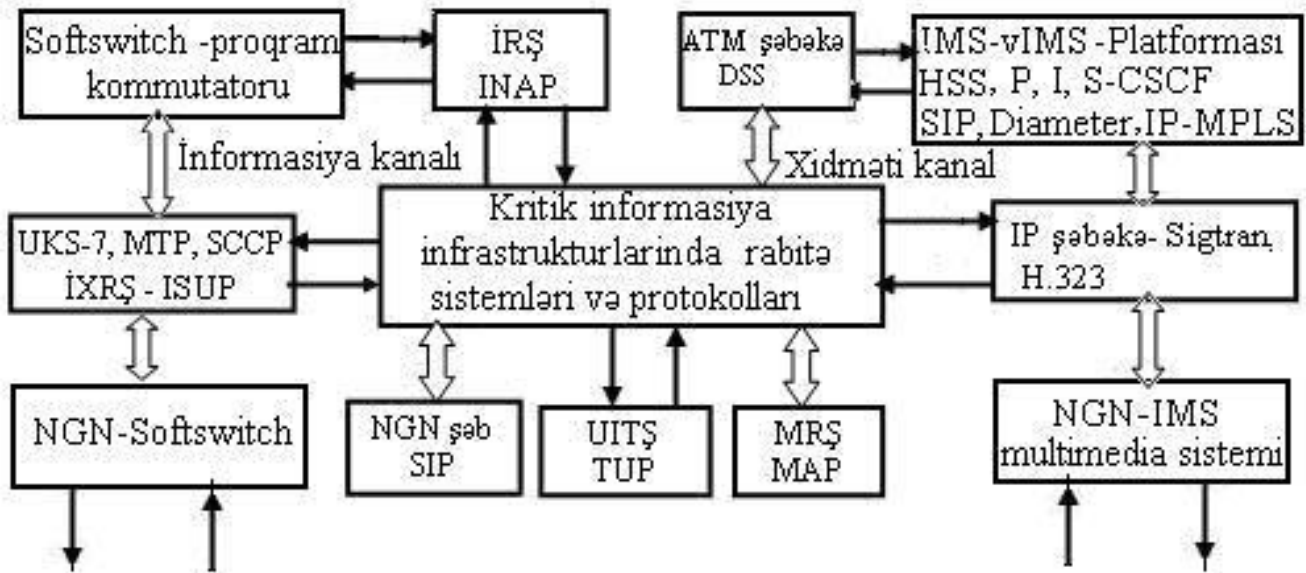 Softswitch -proqram
kommutatoru
İRŞ
INAP
ATM şəbəkə
DSS
IMS-vIMS -Platforması
HSS, P, I, S-CSCF
SIP, Diameter, IP-MPLS
İnformasiya kanalı
Xidməti kanal
UKS-7, MTP, SCCP
İXRŞ - ISUP
Kritik informasiya
infrastrukturlarində rabitə
sistemləri və protokolları
IP şəbəkə- Sigtran,
H.323
NGN-Softswitch
NGN şəb
SIP
UITŞ
TUP
MRŞ
MAP
NGN-IMS
multimedia sistemi